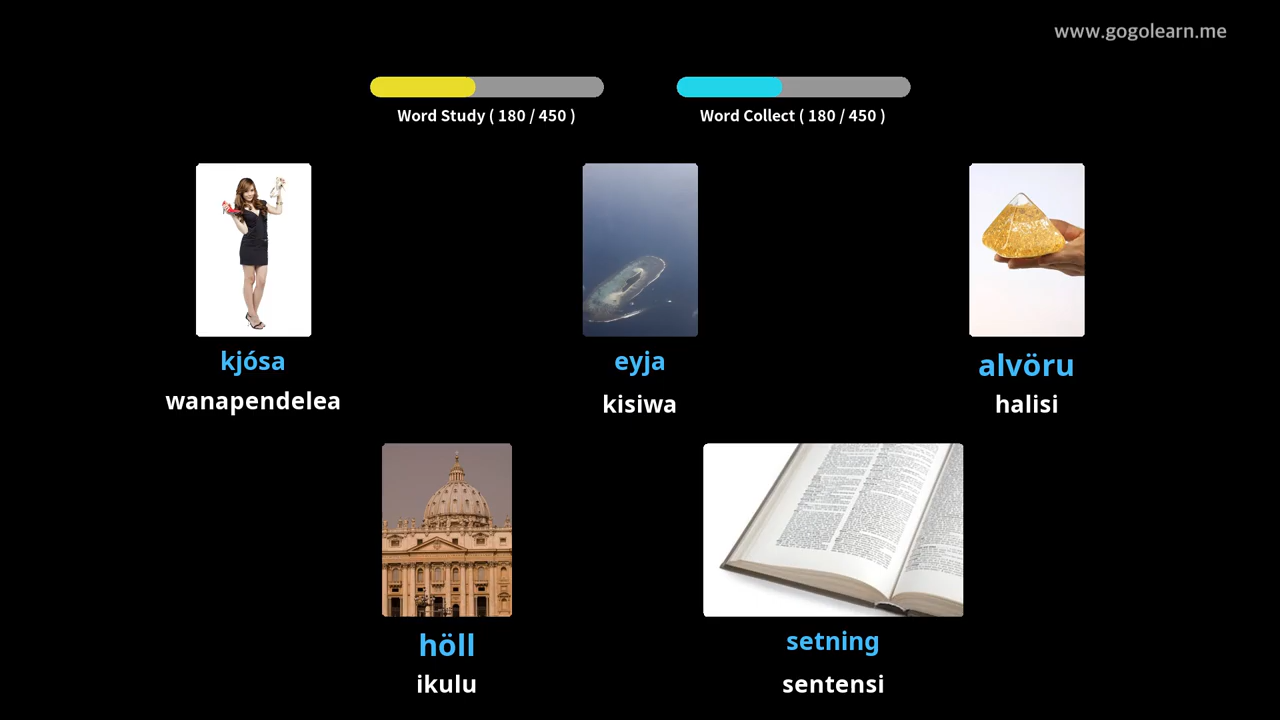 www.gogolearn.me
Word Study ( 180 / 450 )
Word Collect ( 180 / 450 )
kjósa
wanapendelea
eyja
kisiwa
alvöru
halisi
höll
ikulu
setning
sentensi